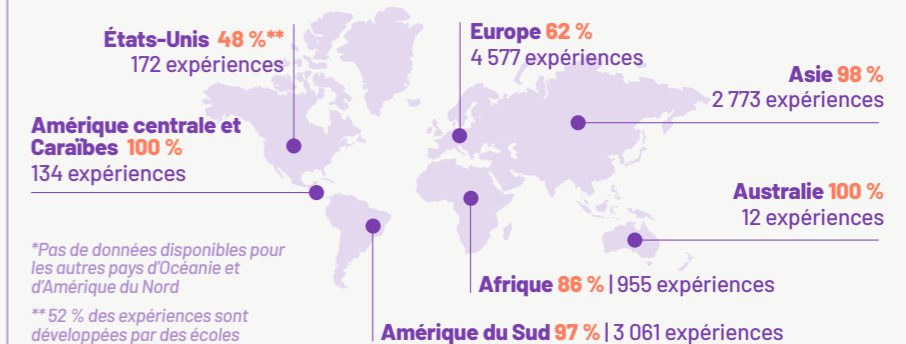 États-Unis 48 %**
172 expériences
Europe 62 %
4 577 expériences
Asie 98 %
2 773 expériences
Amérique centrale et
Caraïbes 100 %
134 expériences
Australie 100 %
12 expériences
*Pas de données disponibles pour
les autres pays d'Océanie et
d'Amérique du Nord
Afrique 86 % | 955 expériences
** 52 % des expériences sont
développées par des écoles
Amérique du Sud 97 % | 3 061 expériences